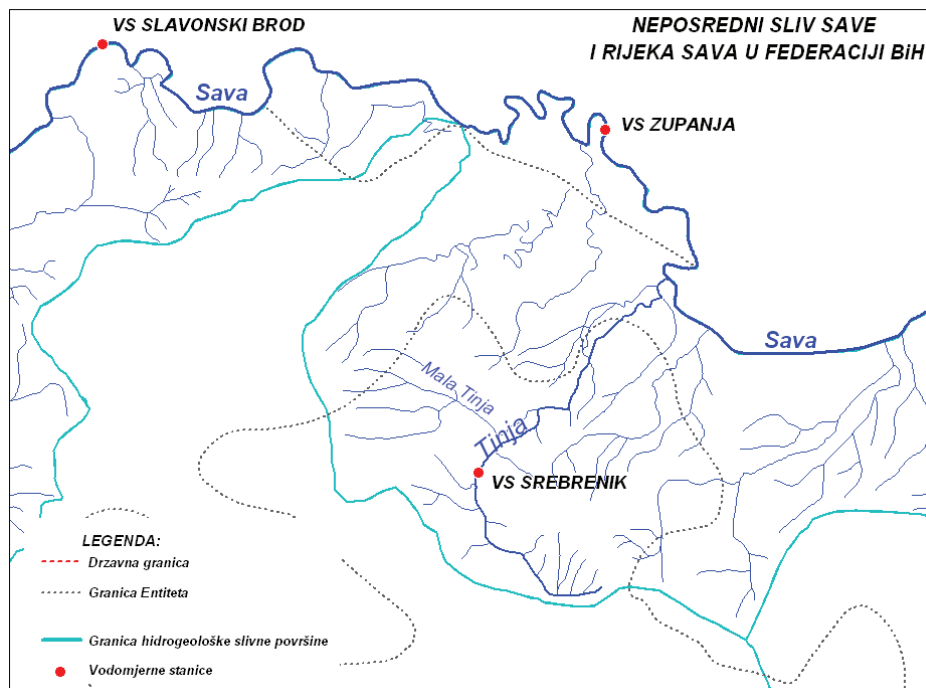 NEPOSREDNI SLIV SAVE
I RIJEKA SAVA U FEDERACIJI BiH
VS SLAVONSKI BROD
Sava
VS ZUPANJA
Sava
Mala Tinja
Tinja
VS SREBRENIK
LEGENDA:
Drzavna granica
Granica Entiteta
Granica hidrogeološke slivne površine
Vodomjerne stanice